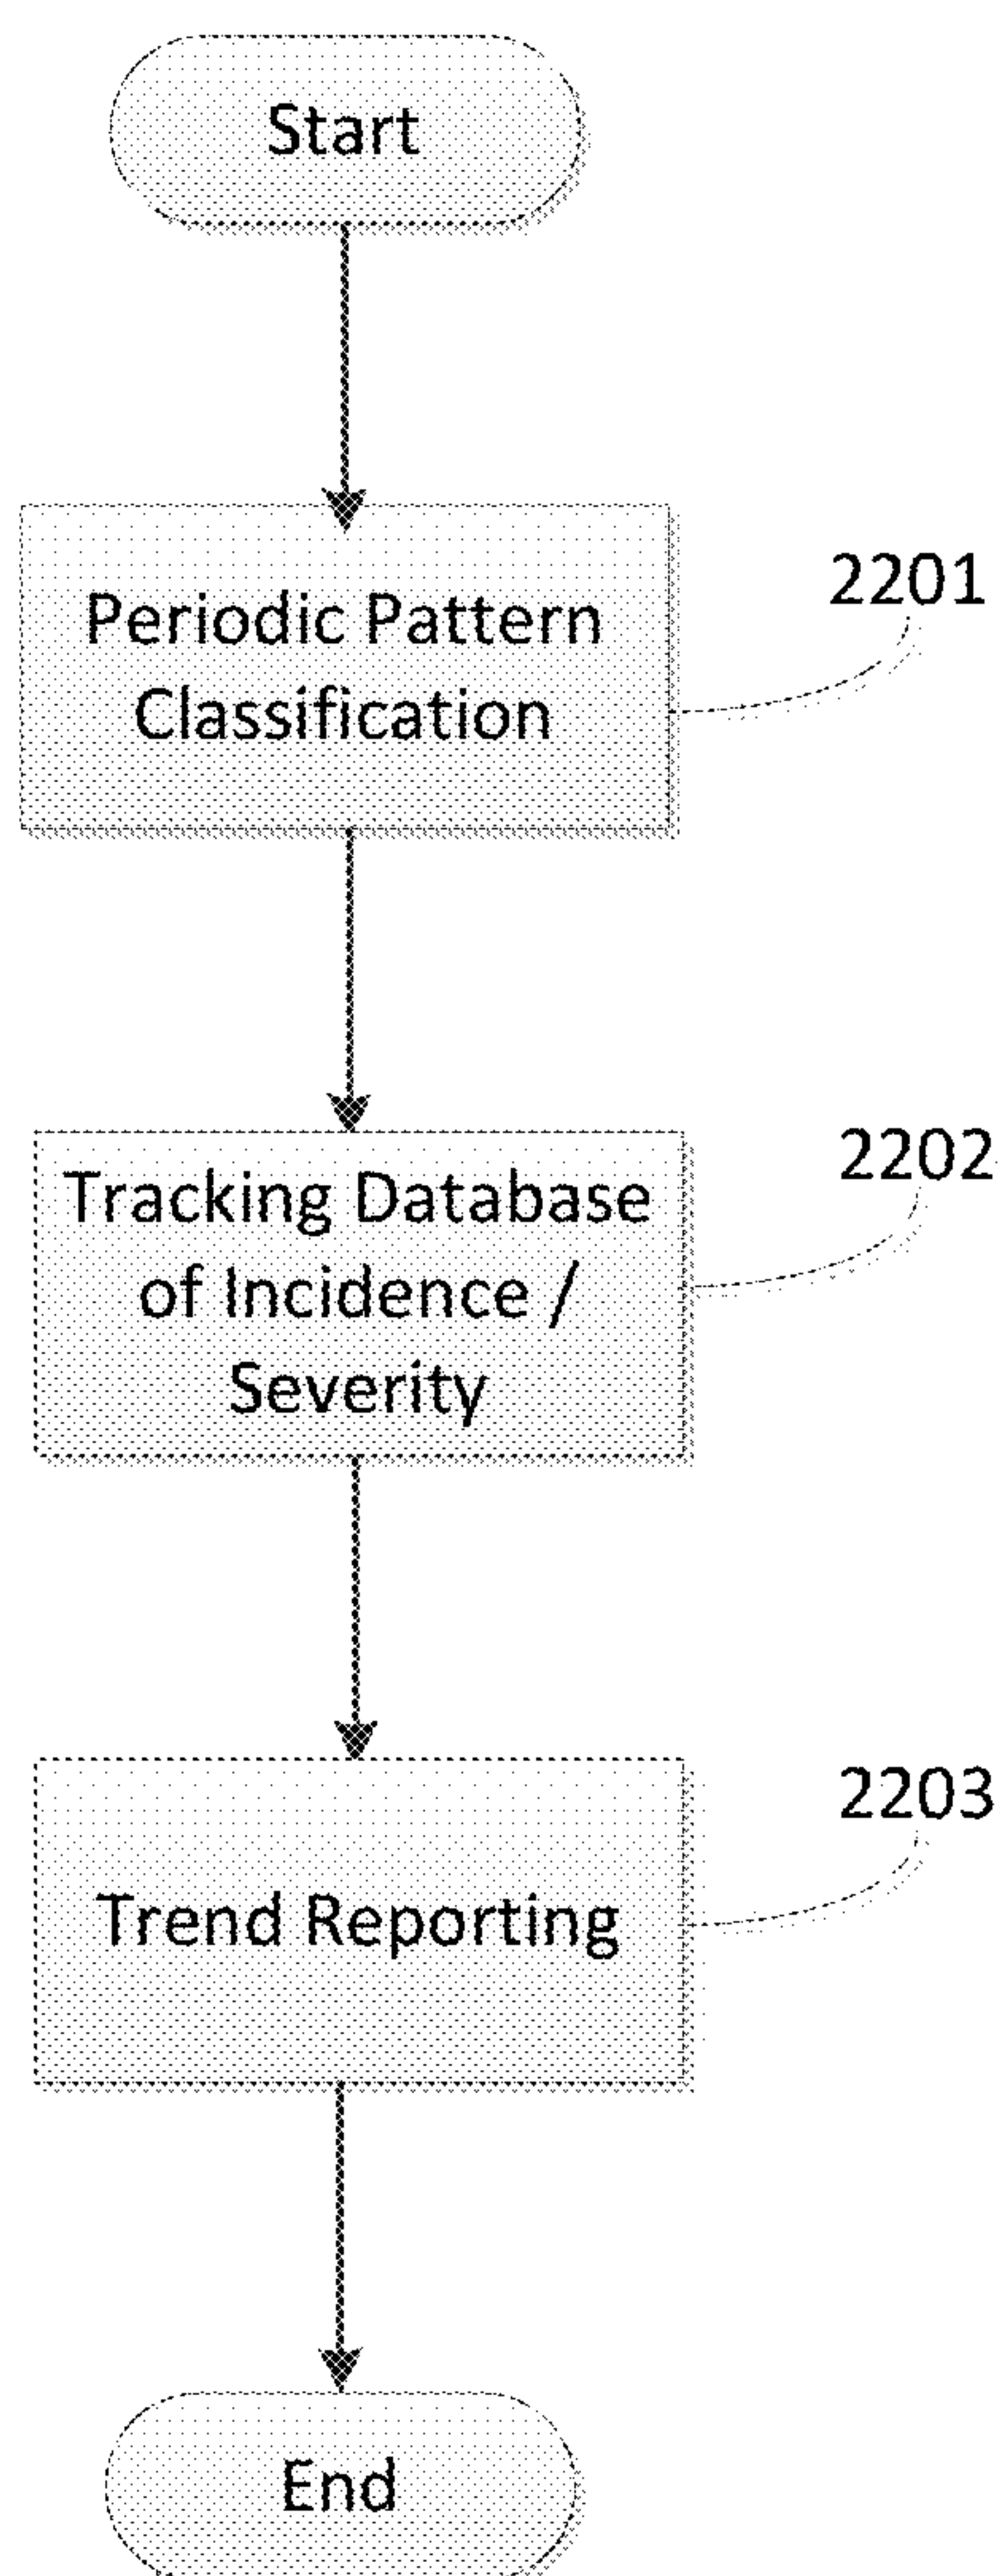 Start
Periodic Pattern
Classification
2201
Tracking Database
of Incidence /
Severity
2202
Trend Reporting
2203
End